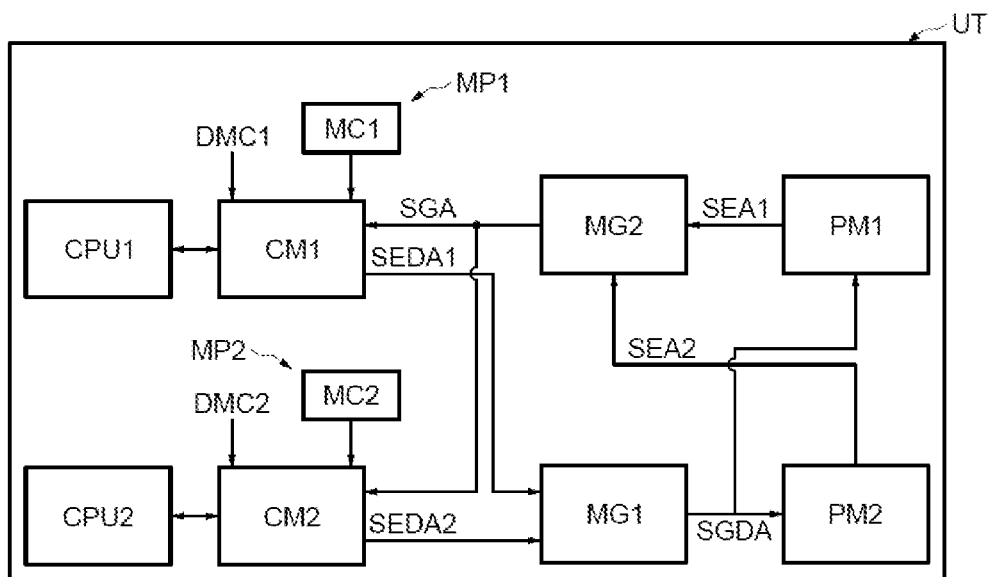 UT
MP1
MC1
DMC1
SGA
SEA1
CPU1
CM1
MG2
PM1
SEDA1
MP2
SEA2
MC2
DMC2
CPU2
CM2
MG1
PM2
SEDA2
SGDA